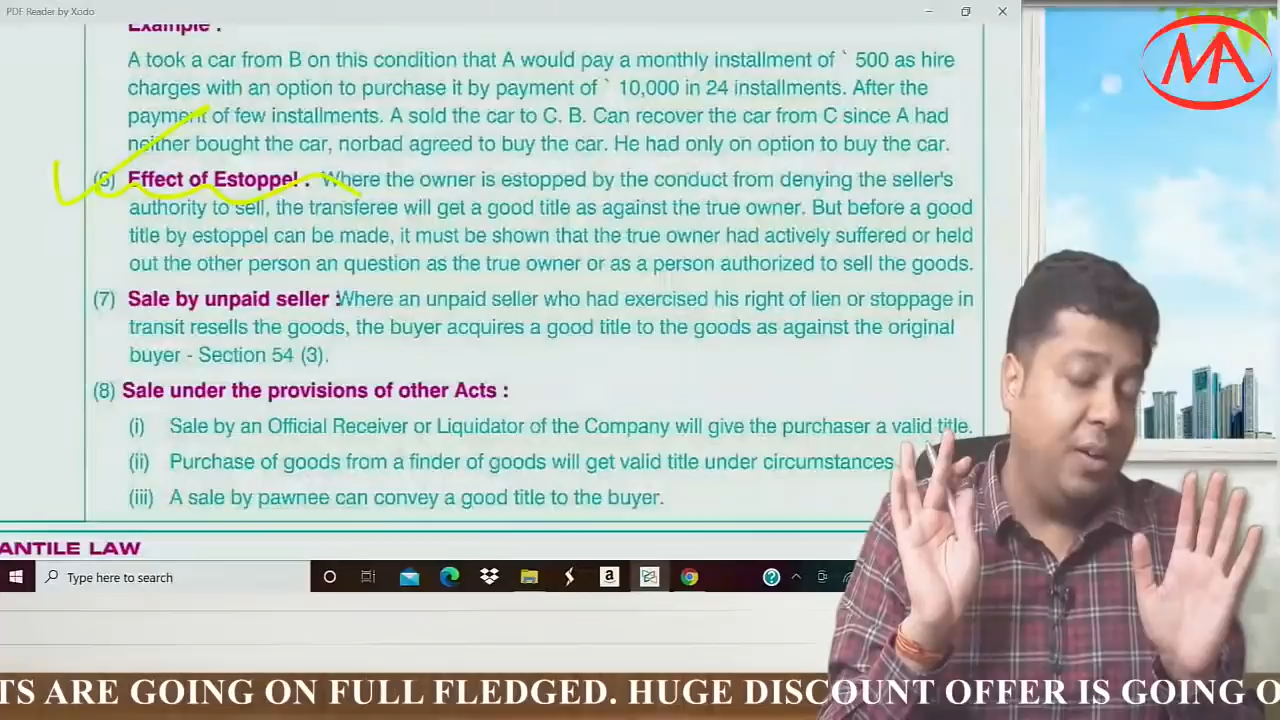 PDF Reader by Xodo
MA
Example :
A took a car from B on this condition that A would pay a monthly installment of ` 500 as hire
charges with an option to purchase it by payment of ` 10,000 in 24 installments. After the
payment of few installments. A sold the car to C. B. Can recover the car from C since A had
neither bought the car, norbad agreed to buy the car. He had only on option to buy the car.
(6) Effect of Estoppel : Where the owner is estopped by the conduct from denying the seller's
authority to sell, the transferee will get a good title as against the true owner. But before a good
title by estoppel can be made, it must be shown that the true owner had actively suffered or held
out the other person an question as the true owner or as a person authorized to sell the goods.
(7) Sale by unpaid seller : Where an unpaid seller who had exercised his right of lien or stoppage in
transit resells the goods, the buyer acquires a good title to the goods as against the original
buyer - Section 54 (3).
(8) Sale under the provisions of other Acts :
(i) Sale by an Official Receiver or Liquidator of the Company will give the purchaser a valid title.
(ii) Purchase of goods from a finder of goods will get valid title under circumstances
(iii) A sale by pawnee can convey a good title to the buyer.
ANTILE LAW
Type here to search
TS ARE GOING ON FULL FLEDGED. HUGE DISCOUNT OFFER IS GOING O